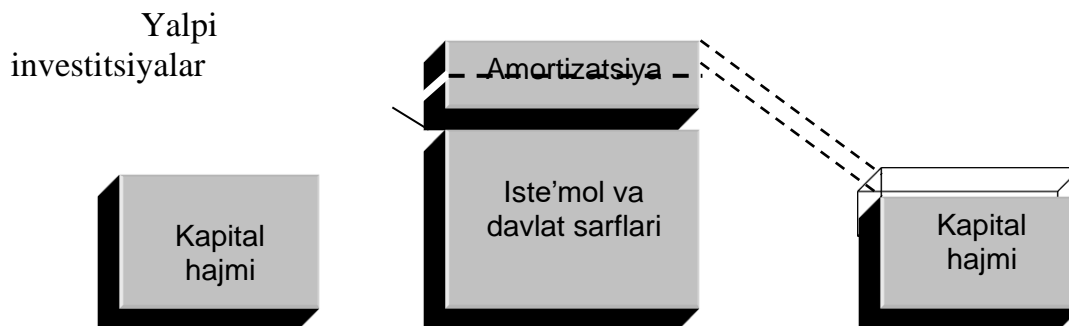 Yalpi
investitsiyalar
Amortizatsiya
Iste’mol va
davlat sarflari
Kapital
hajmi
Kapital
hajmi